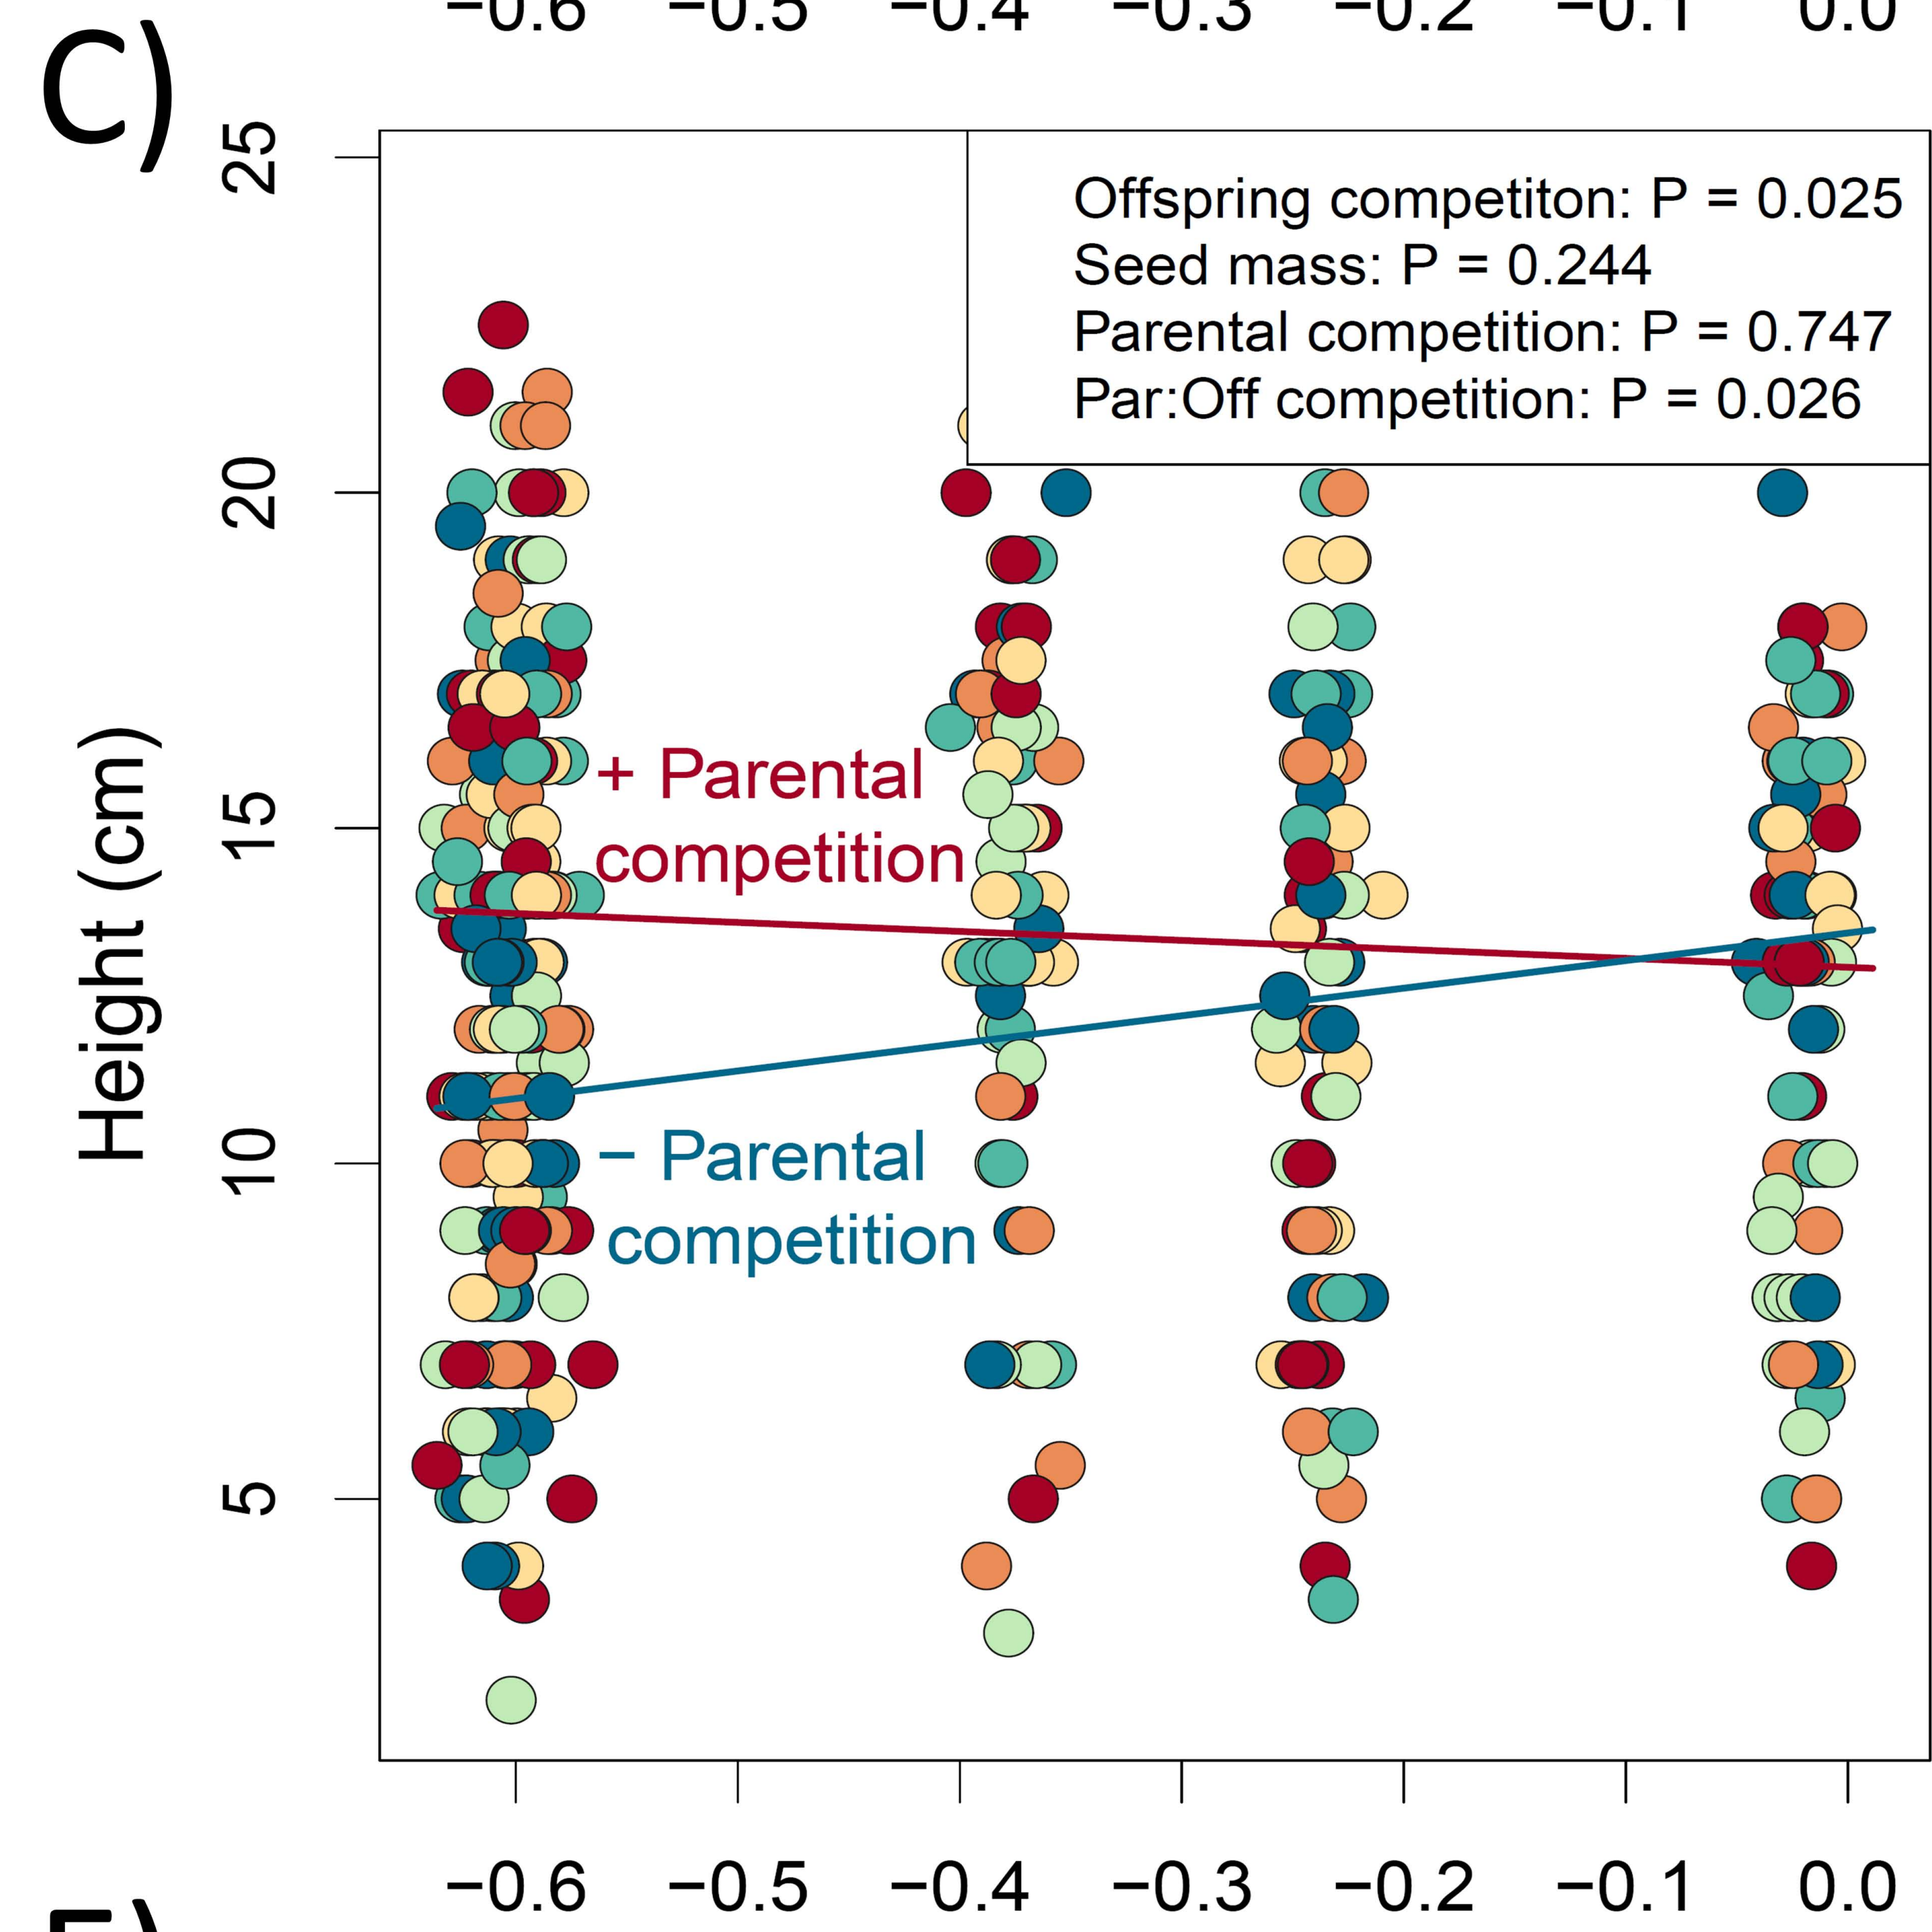 −0.6 −0.5 −0.4 −0.3 −0.2 −0.1 0.0
C)
25
Offspring competiton: P = 0.025
Seed mass: P = 0.244
Parental competition: P = 0.747
Par:Off competition: P = 0.026
20
15
10
5
Height (cm)
+ Parental
competition
− Parental
competition
−0.6 −0.5 −0.4 −0.3 −0.2 −0.1 0.0